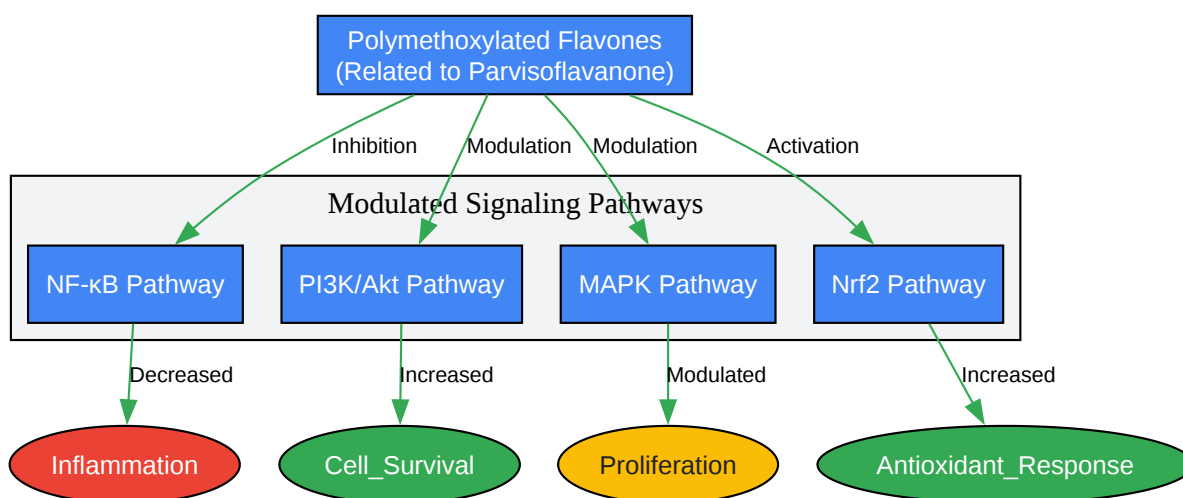 Polymethoxylated Flavones
(Related to Parvisoflavanone)
Inhibition
Modulation
Modulation
Activation
Modulated Signaling Pathways
NF-κB Pathway
PI3K/Akt Pathway
MAPK Pathway
Nrf2 Pathway
Decreased
Increased
Modulated
Increased
Inflammation
Cell_Survival
Proliferation
Antioxidant_Response